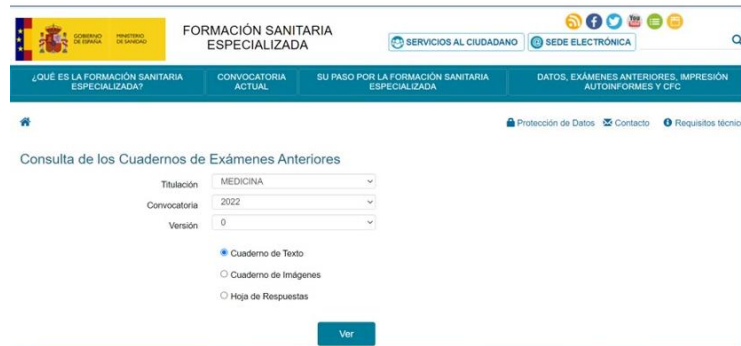 GOBIERNO DE ESPAÑA
MINISTERIO DE SANIDAD
FORMACIÓN SANITARIA
ESPECIALIZADA
You
SERVICIOS AL CIUDADANO
@ SEDE ELECTRÓNICA
¿QUÉ ES LA FORMACIÓN SANITARIA
ESPECIALIZADA?
CONVOCATORIA
ACTUAL
SU PASO POR LA FORMACIÓN SANITARIA
ESPECIALIZADA
DATOS, EXÁMENES ANTERIORES, IMPRESIÓN
AUTOINFORMES Y CFC
Protección de Datos Contacto Requisitos técnic
Consulta de los Cuadernos de Exámenes Anteriores
Titulación MEDICINA
Convocatoria 2022
Versión 0
Cuaderno de Texto
Cuaderno de Imágenes
Hoja de Respuestas
Ver